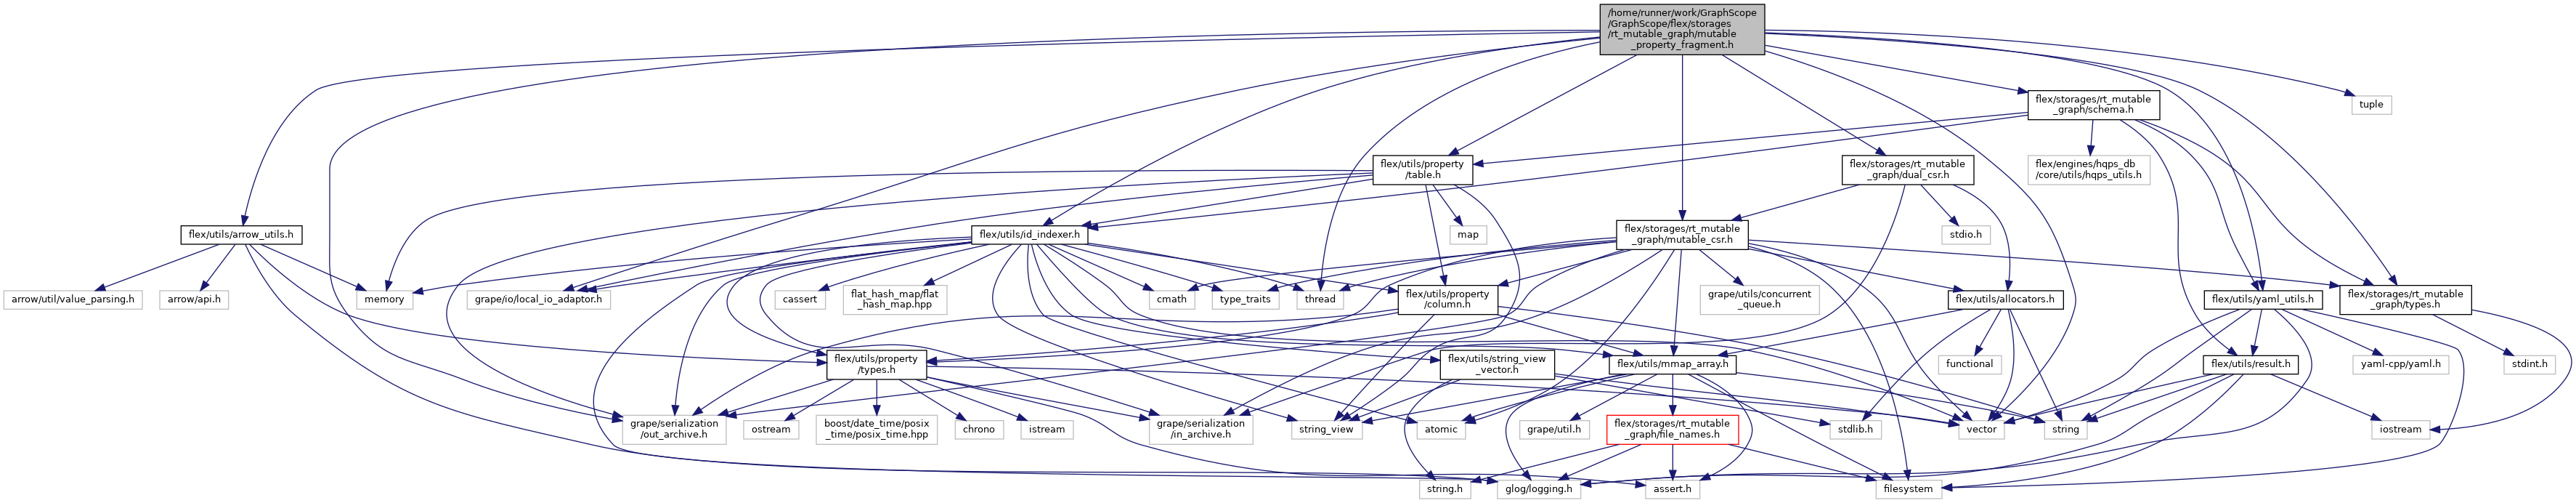 /home/runner/work/GraphScope
/GraphScope/flex/storages
/rt_mutable_graph/mutable
_property_fragment.h
flex/storages/rt_mutable
_graph/schema.h
tuple
flex/utils/property
/table.h
flex/storages/rt_mutable
_graph/dual_csr.h
flex/engines/hqps_db
/core/utils/hqps_utils.h
flex/utils/arrow_utils.h
flex/utils/id_indexer.h
map
flex/storages/rt_mutable
_graph/mutable_csr.h
stdio.h
arrow/util/value_parsing.h
arrow/api.h
memory
grape/io/local_io_adaptor.h
cassert
flat_hash_map/flat
_hash_map.hpp
cmath
type_traits
thread
flex/utils/property
/column.h
grape/utils/concurrent
_queue.h
flex/utils/allocators.h
flex/utils/yaml_utils.h
flex/storages/rt_mutable
_graph/types.h
flex/utils/property
/types.h
flex/utils/string_view
_vector.h
flex/utils/mmap_array.h
functional
flex/utils/result.h
yaml-cpp/yaml.h
stdint.h
grape/serialization
/out_archive.h
ostream
boost/date_time/posix
_time/posix_time.hpp
chrono
istream
grape/serialization
/in_archive.h
string_view
atomic
grape/util.h
flex/storages/rt_mutable
_graph/file_names.h
stdlib.h
vector
string
iostream
string.h
glog/logging.h
assert.h
filesystem